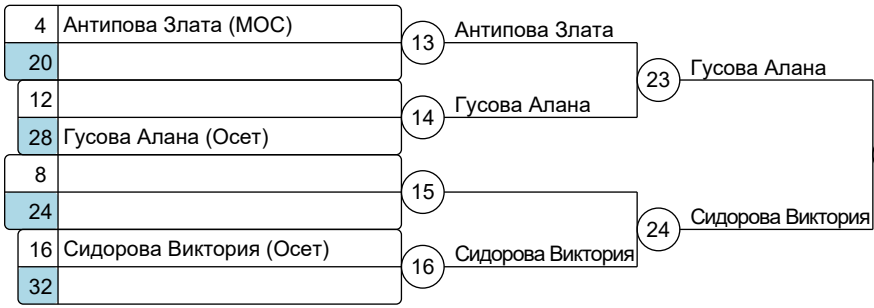 4 Антипова Злата (МОС)
20
13 Антипова Злата
12
28 Гусова Алана (Осет)
14 Гусова Алана
23 Гусова Алана
8
24
15
16 Сидорова Виктория (Осет)
32
16 Сидорова Виктория
24 Сидорова Виктория